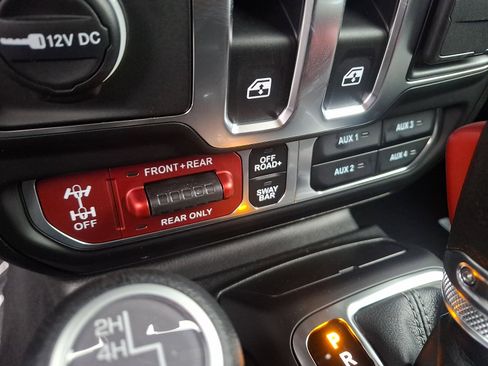 12V DC
FRONT+REAR
OFF
REAR ONLY
OFF
ROAD+
SWAY
BAR
AUX 1
AUX 3
AUX 2
AUX 4
2H
4H
P
R